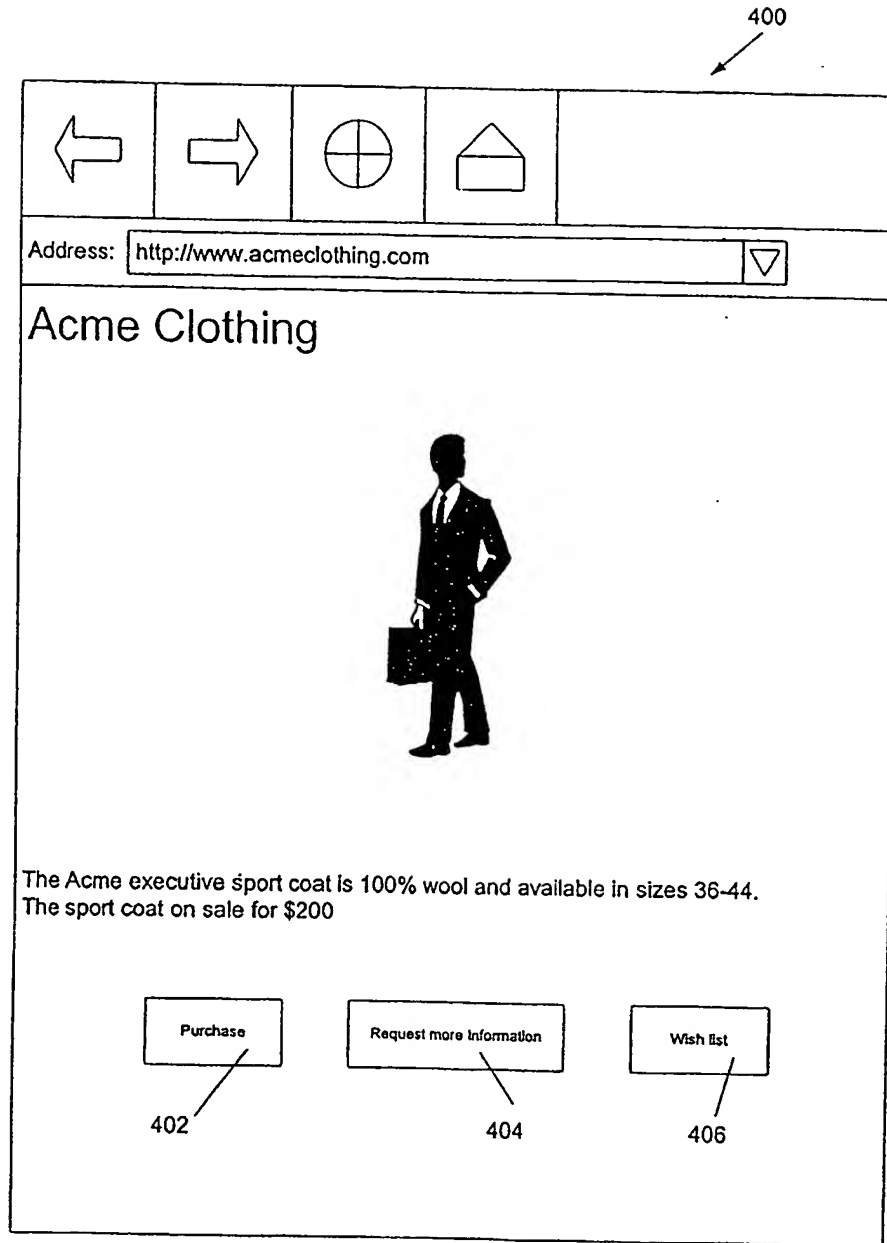 400
Address: http://www.acmeclothing.com
Acme Clothing
The Acme executive sport coat is 100% wool and available in sizes 36-44.
The sport coat on sale for $200
Purchase Request more information Wish list
402 404 406